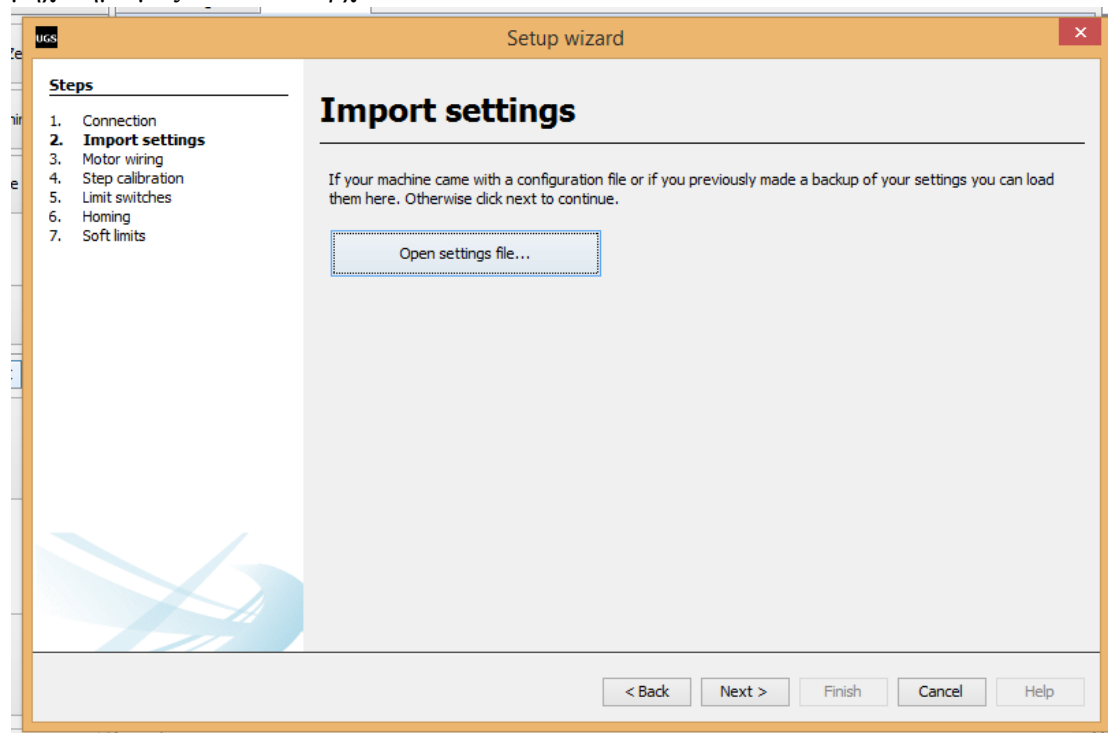 UGS
Setup wizard
Steps
1. Connection
2. Import settings
3. Motor wiring
4. Step calibration
5. Limit switches
6. Homing
7. Soft limits
Import settings
If your machine came with a configuration file or if you previously made a backup of your settings you can load
them here. Otherwise click next to continue.
Open settings file...
< Back Next > Finish Cancel Help